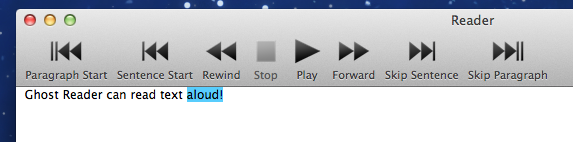 Reader
Paragraph Start Sentence Start Rewind Stop Play Forward Skip Sentence Skip Paragraph
Ghost Reader can read text aloud!